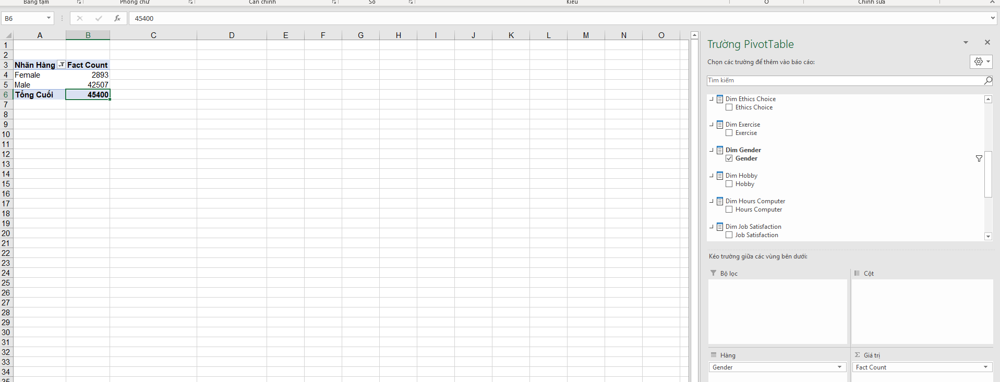 Bảng tạm Phông chữ Căn chỉnh Số Kiểu Ô Chỉnh sửa
B6 fx 45400
A B C D E F G H I J K L M N O
1
2
3 Nhãn Hàng Fact Count
4 Female 2893
5 Male 42507
6 Tổng Cuối 45400
7
8
9
10
11
12
13
14
15
16
17
18
19
20
21
22
23
24
25
26
27
28
29
30
31
32
33
34
35
Trường PivotTable
Chọn các trường để thêm vào báo cáo:
Tìm kiếm
Dim Ethics Choice
Ethics Choice
Dim Exercise
Exercise
Dim Gender
Gender
Dim Hobby
Hobby
Dim Hours Computer
Hours Computer
Dim Job Satisfaction
Job Satisfaction
Kéo trường giữa các vùng bên dưới:
Bộ lọc
Cột
Hàng
Σ Giá trị
Gender
Fact Count